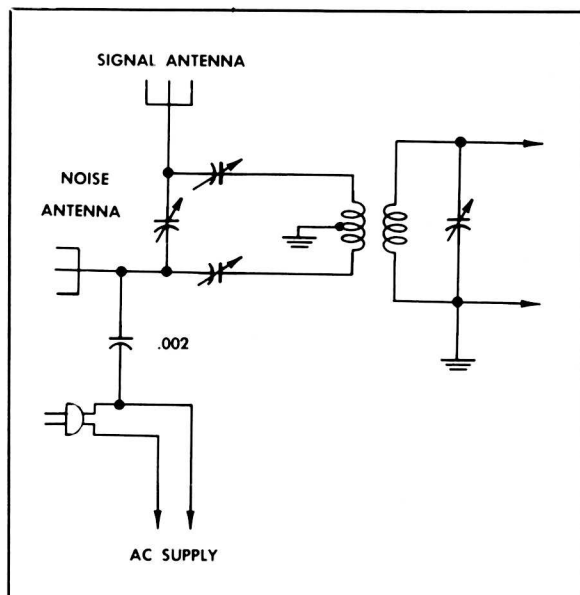 SIGNAL ANTENNA
NOISE
ANTENNA
.002
AC SUPPLY